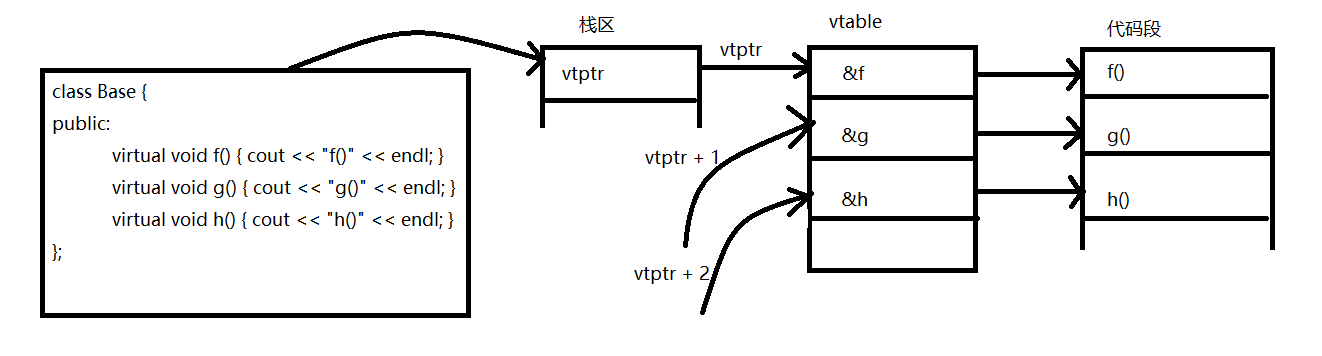 class Base {
public:
virtual void f() { cout << "f()" << endl; }
virtual void g() { cout << "g()" << endl; }
virtual void h() { cout << "h()" << endl; }
};
栈区
vtptr
vtptr
vtptr + 1
vtptr + 2
vtable
&f
&g
&h
代码段
f()
g()
h()